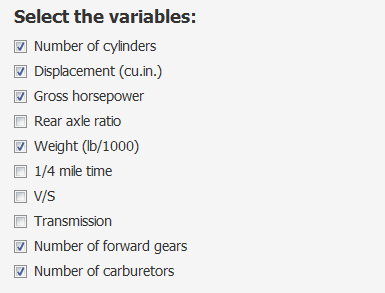 Select the variables:
Number of cylinders
Displacement (cu.in.)
Gross horsepower
Rear axle ratio
Weight (lb/1000)
1/4 mile time
V/S
Transmission
Number of forward gears
Number of carburetors